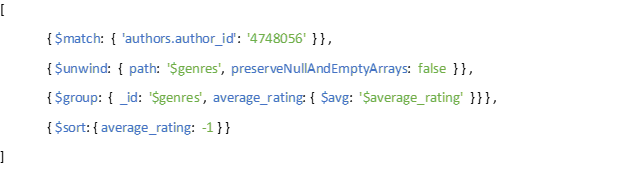 [
{ $match: { 'authors.author_id': '4748056' } },
{ $unwind: { path: '$genres', preserveNullAndEmptyArrays: false } },
{ $group: { _id: '$genres', average_rating: { $avg: '$average_rating' } } },
{ $sort: { average_rating: -1 } }
]